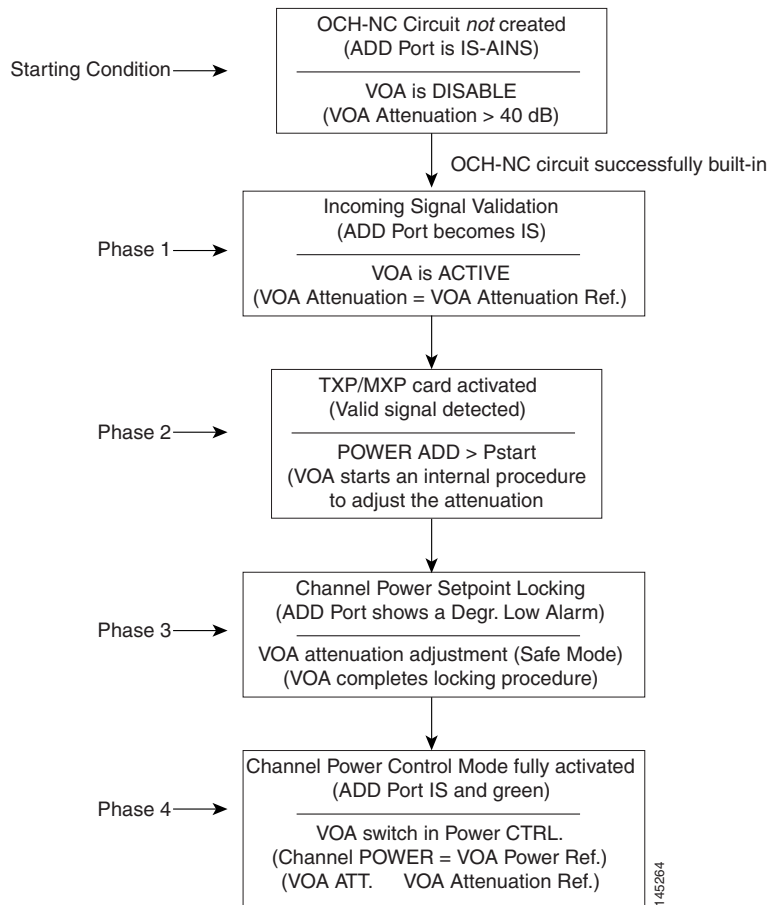 OCH-NC Circuit not created
(ADD Port is IS-AINS)
Starting Condition
VOA is DISABLE
(VOA Attenuation > 40 dB)
OCH-NC circuit successfully built-in
Incoming Signal Validation
(ADD Port becomes IS)
Phase 1
VOA is ACTIVE
(VOA Attenuation = VOA Attenuation Ref.)
TXP/MXP card activated
(Valid signal detected)
Phase 2
POWER ADD > Pstart
(VOA starts an internal procedure
to adjust the attenuation
Channel Power Setpoint Locking
(ADD Port shows a Degr. Low Alarm)
Phase 3
VOA attenuation adjustment (Safe Mode)
(VOA completes locking procedure)
Channel Power Control Mode fully activated
(ADD Port IS and green)
Phase 4
VOA switch in Power CTRL.
(Channel POWER = VOA Power Ref.)
(VOA ATT. VOA Attenuation Ref.)
145264